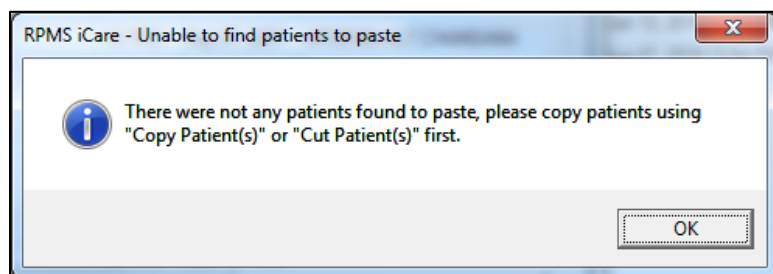 RPMS iCare - Unable to find patients to paste
There were not any patients found to paste, please copy patients using
"Copy Patient(s)" or "Cut Patient(s)" first.
OK